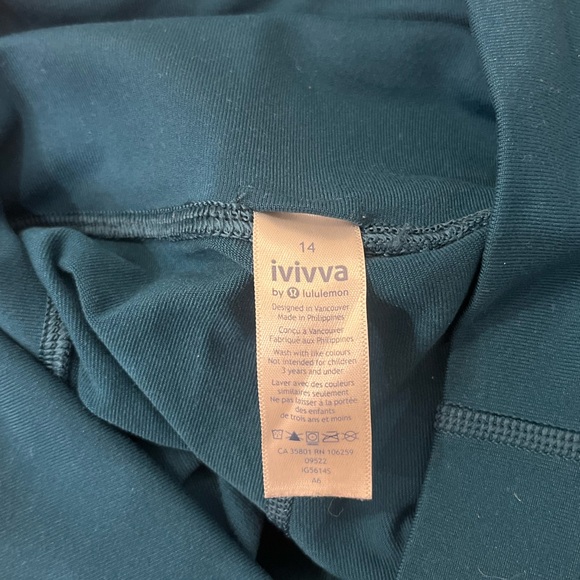 14
ivivva
by lululemon
Designed in Vancouver
Made in Philippines
Conçu à Vancouver
Fabriqué aux Philippines
Wash with like colours
Not intended for children
3 years and under
Laver avec des couleurs
similaires seulement
Ne pas laisser à la portée
des enfants
de trois ans et moins
CA 35801 RN 106259
09522
IG5614S
A6